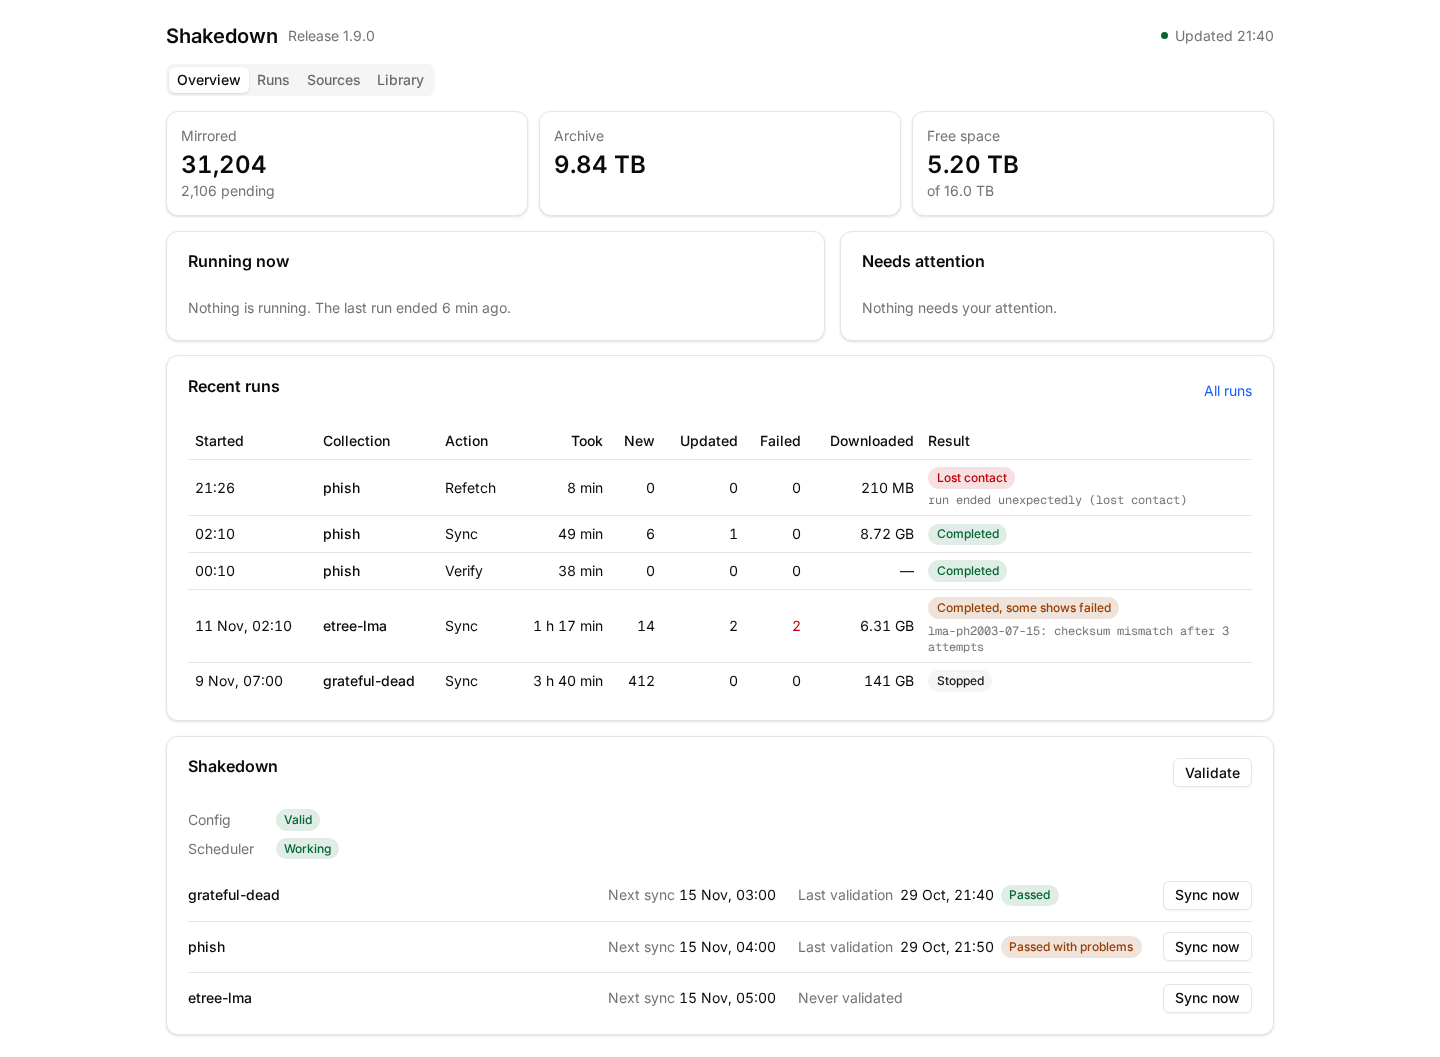 Shakedown Release 1.9.0 Updated 21:40
Overview Runs Sources Library
Mirrored
31,204
2,106 pending
Archive
9.84 TB
Free space
5.20 TB
of 16.0 TB
Running now
Nothing is running. The last run ended 6 min ago.
Needs attention
Nothing needs your attention.
Recent runs All runs
Started Collection Action Took New Updated Failed Downloaded Result
21:26 phish Refetch 8 min 0 0 0 210 MB Lost contact
run ended unexpectedly (lost contact)
02:10 phish Sync 49 min 6 1 0 8.72 GB Completed
00:10 phish Verify 38 min 0 0 0 — Completed
11 Nov, 02:10 etree-lma Sync 1 h 17 min 14 2 2 6.31 GB Completed, some shows failed
lma-ph2003-07-15: checksum mismatch after 3
attempts
9 Nov, 07:00 grateful-dead Sync 3 h 40 min 412 0 0 141 GB Stopped
Shakedown Validate
Config Valid
Scheduler Working
grateful-dead Next sync 15 Nov, 03:00 Last validation 29 Oct, 21:40 Passed Sync now
phish Next sync 15 Nov, 04:00 Last validation 29 Oct, 21:50 Passed with problems Sync now
etree-lma Next sync 15 Nov, 05:00 Never validated Sync now